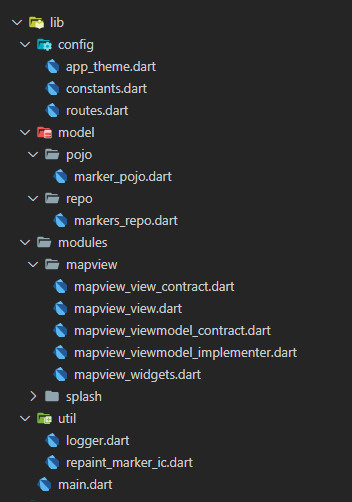 lib
config
app_theme.dart
constants.dart
routes.dart
model
pojo
marker_pojo.dart
repo
markers_repo.dart
modules
mapview
mapview_view_contract.dart
mapview_view.dart
mapview_viewmodel_contract.dart
mapview_viewmodel_implementer.dart
mapview_widgets.dart
splash
util
logger.dart
repaint_marker_ic.dart
main.dart